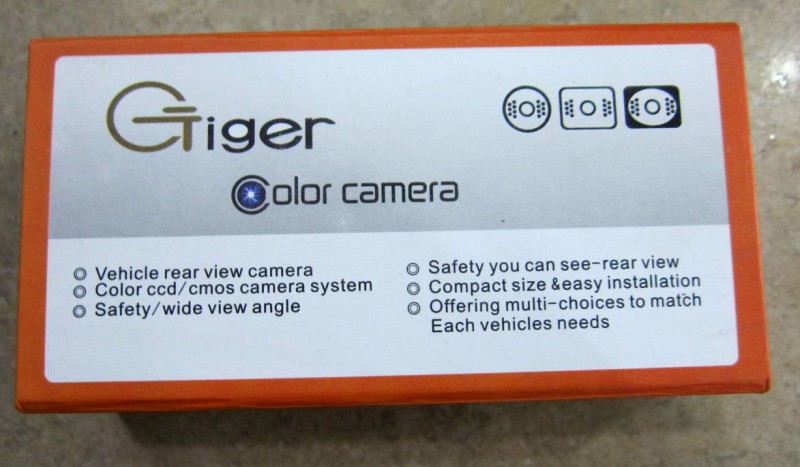 GTiger
Color camera
Vehicle rear view camera
Color ccd/cmos camera system
Safety/wide view angle
Safety you can see-rear view
Compact size &easy installation
Offering multi-choices to match
Each vehicles needs